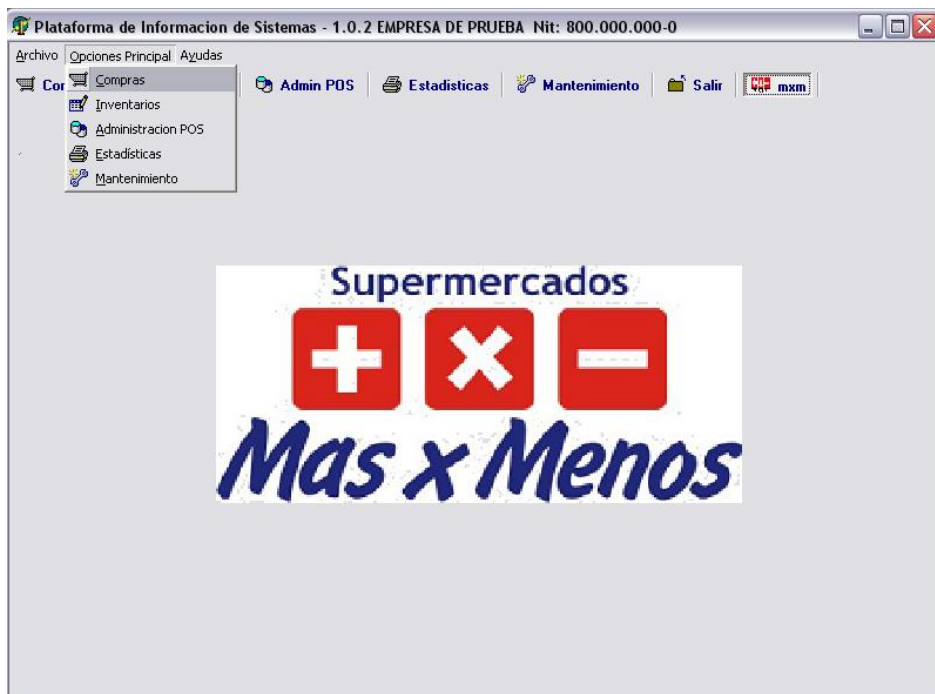 Plataforma de Informacion de Sistemas - 1.0.2 EMPRESA DE PRUEBA Nit: 800.000.000-0
Archivo Opciones Principal Ayudas
Admin POS Estadisticas Mantenimiento Salir mxm
Compras
Inventarios
Administracion POS
Estadísticas
Mantenimiento
Supermercados
Mas x Menos